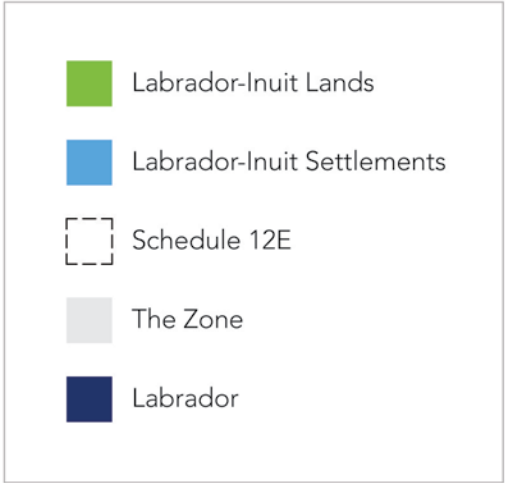 Labrador-Inuit Lands
Labrador-Inuit Settlements
Schedule 12E
The Zone
Labrador